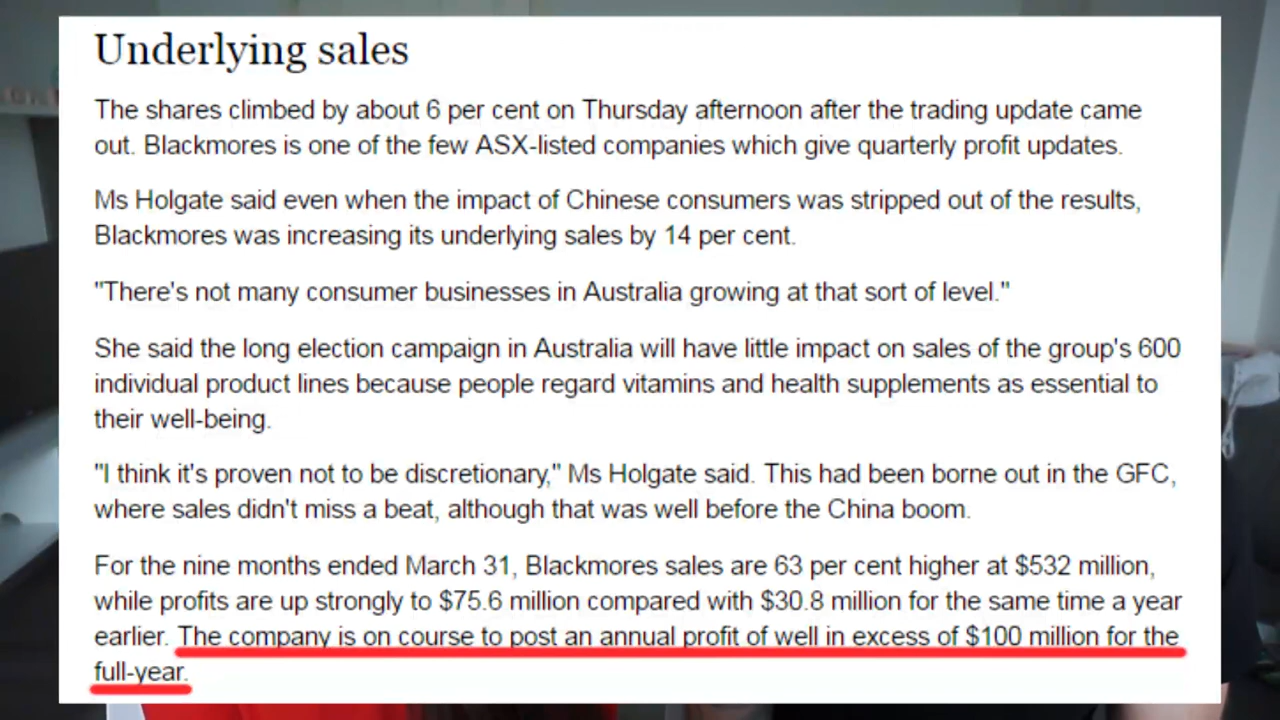 Underlying sales
The shares climbed by about 6 per cent on Thursday afternoon after the trading update came
out. Blackmores is one of the few ASX-listed companies which give quarterly profit updates.
Ms Holgate said even when the impact of Chinese consumers was stripped out of the results,
Blackmores was increasing its underlying sales by 14 per cent.
"There's not many consumer businesses in Australia growing at that sort of level."
She said the long election campaign in Australia will have little impact on sales of the group's 600
individual product lines because people regard vitamins and health supplements as essential to
their well-being.
"I think it's proven not to be discretionary," Ms Holgate said. This had been borne out in the GFC,
where sales didn't miss a beat, although that was well before the China boom.
For the nine months ended March 31, Blackmores sales are 63 per cent higher at $532 million,
while profits are up strongly to $75.6 million compared with $30.8 million for the same time a year
earlier. The company is on course to post an annual profit of well in excess of $100 million for the
full-year.